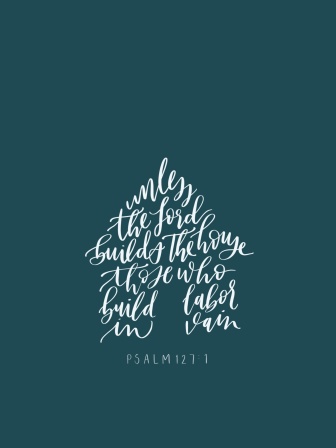 unless
the Lord
builds the house
those who
build labor
in vain
PSALM 127:1